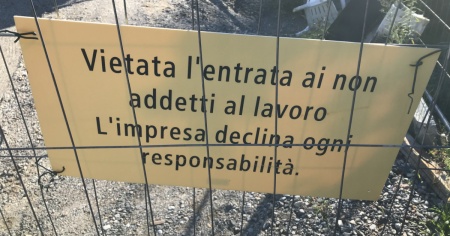 Vietata l'entrata ai non
addetti al lavoro
L'impresa declina ogni
responsabilità.